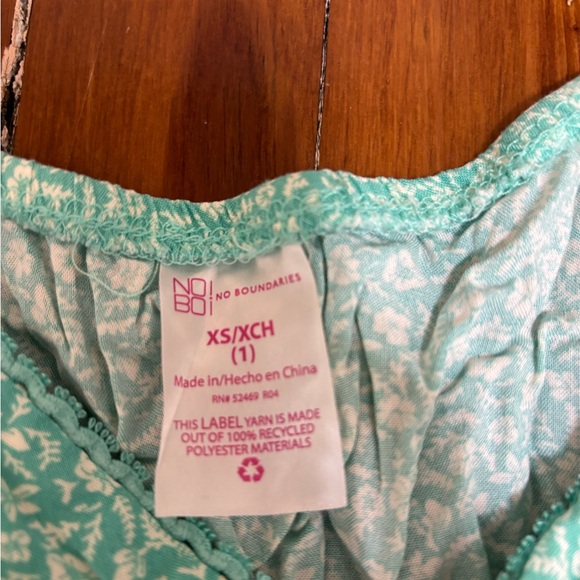 NO!
BO! NO BOUNDARIES
XS/XCH
(1)
Made in/Hecho en China
RN# 52469 R04
THIS LABEL YARN IS MADE
OUT OF 100% RECYCLED
POLYESTER MATERIALS